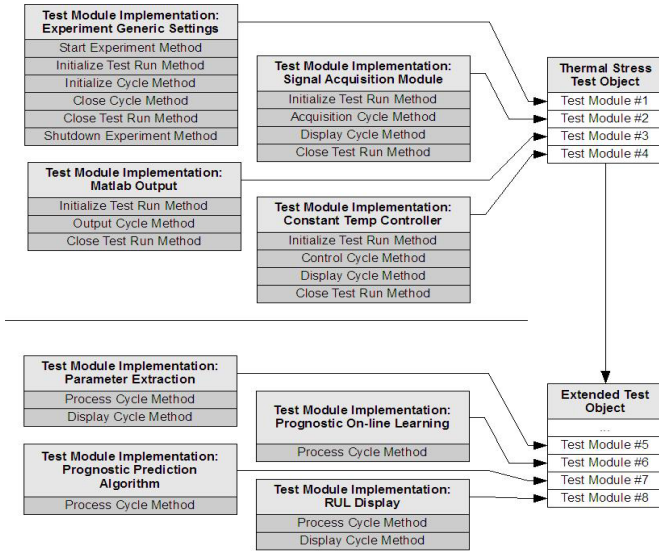 Test Module Implementation:
Experiment Generic Settings
Start Experiment Method
Initialize Test Run Method
Initialize Cycle Method
Close Cycle Method
Close Test Run Method
Shutdown Experiment Method
Test Module Implementation:
Signal Acquisition Module
Initialize Test Run Method
Acquisition Cycle Method
Display Cycle Method
Close Test Run Method
Thermal Stress
Test Object
Test Module #1
Test Module #2
Test Module #3
Test Module #4
Test Module Implementation:
Matlab Output
Initialize Test Run Method
Output Cycle Method
Close Test Run Method
Test Module Implementation:
Constant Temp Controller
Initialize Test Run Method
Control Cycle Method
Display Cycle Method
Close Test Run Method
Test Module Implementation:
Parameter Extraction
Process Cycle Method
Display Cycle Method
Test Module Implementation:
Prognostic On-line Learning
Process Cycle Method
Extended Test
Object
...
Test Module #5
Test Module #6
Test Module #7
Test Module #8
Test Module Implementation:
Prognostic Prediction
Algorithm
Process Cycle Method
Test Module Implementation:
RUL Display
Process Cycle Method
Display Cycle Method